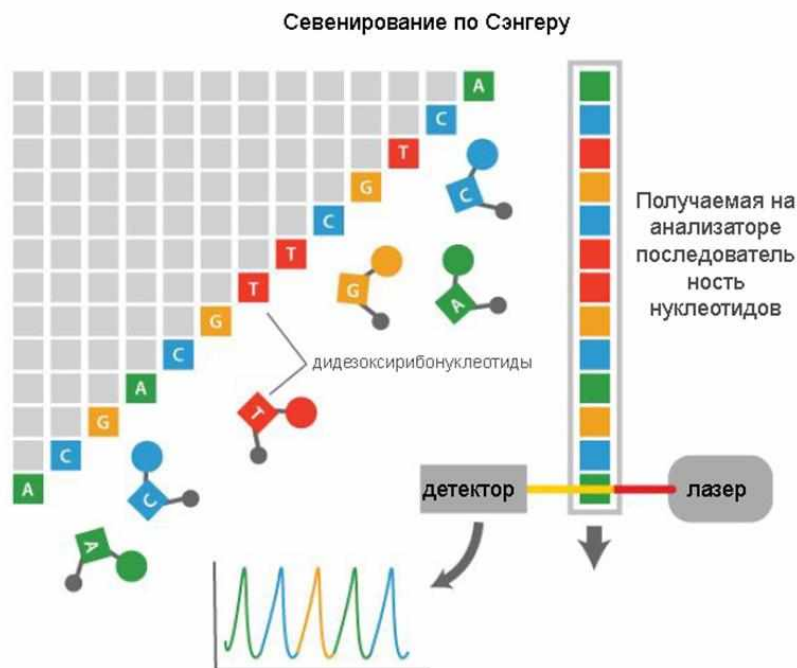 Севенирование по Сэнгеру
A
C
T
C
G
C
Получаемая на
анализаторе
последователь
ность
нуклеотидов
T
G
A
T
G
C
дидезоксирибонуклеотиды
A
T
G
C
детектор
лазер
A
C
A